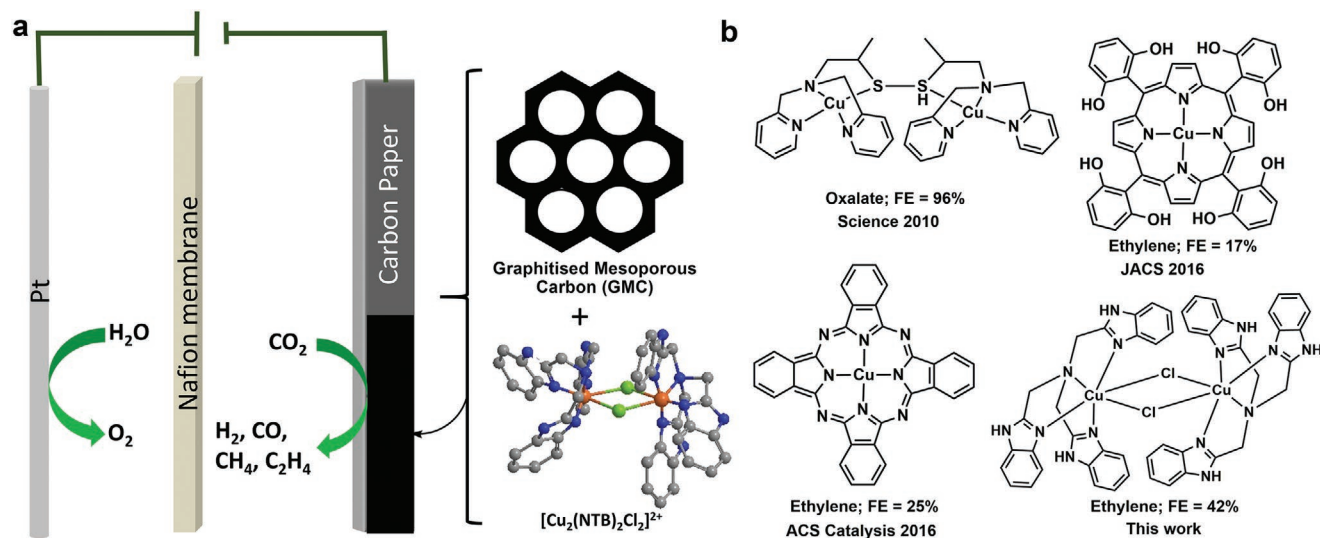 a
Pt
Nafion membrane
Carbon Paper
H₂O
O₂
CO₂
H₂, CO,
CH₄, C₂H₄
Graphitised Mesoporous
Carbon (GMC)
+
[Cu₂(NTB)₂Cl₂]²⁺
b
S
S
H
N
N
Cu
Cu
N
N
N
N
Oxalate; FE = 96%
Science 2010
OH
OH
HO
HO
N
N
Cu
N
N
OH
OH
HO
HO
Ethylene; FE = 17%
JACS 2016
N
N
N
N
Cu
N
N
N
N
Ethylene; FE = 25%
ACS Catalysis 2016
HN
N
N
Cu
N
HN
N
HN
Cl
Cl
HN
N
N
NH
Cu
N
N
NH
Ethylene; FE = 42%
This work